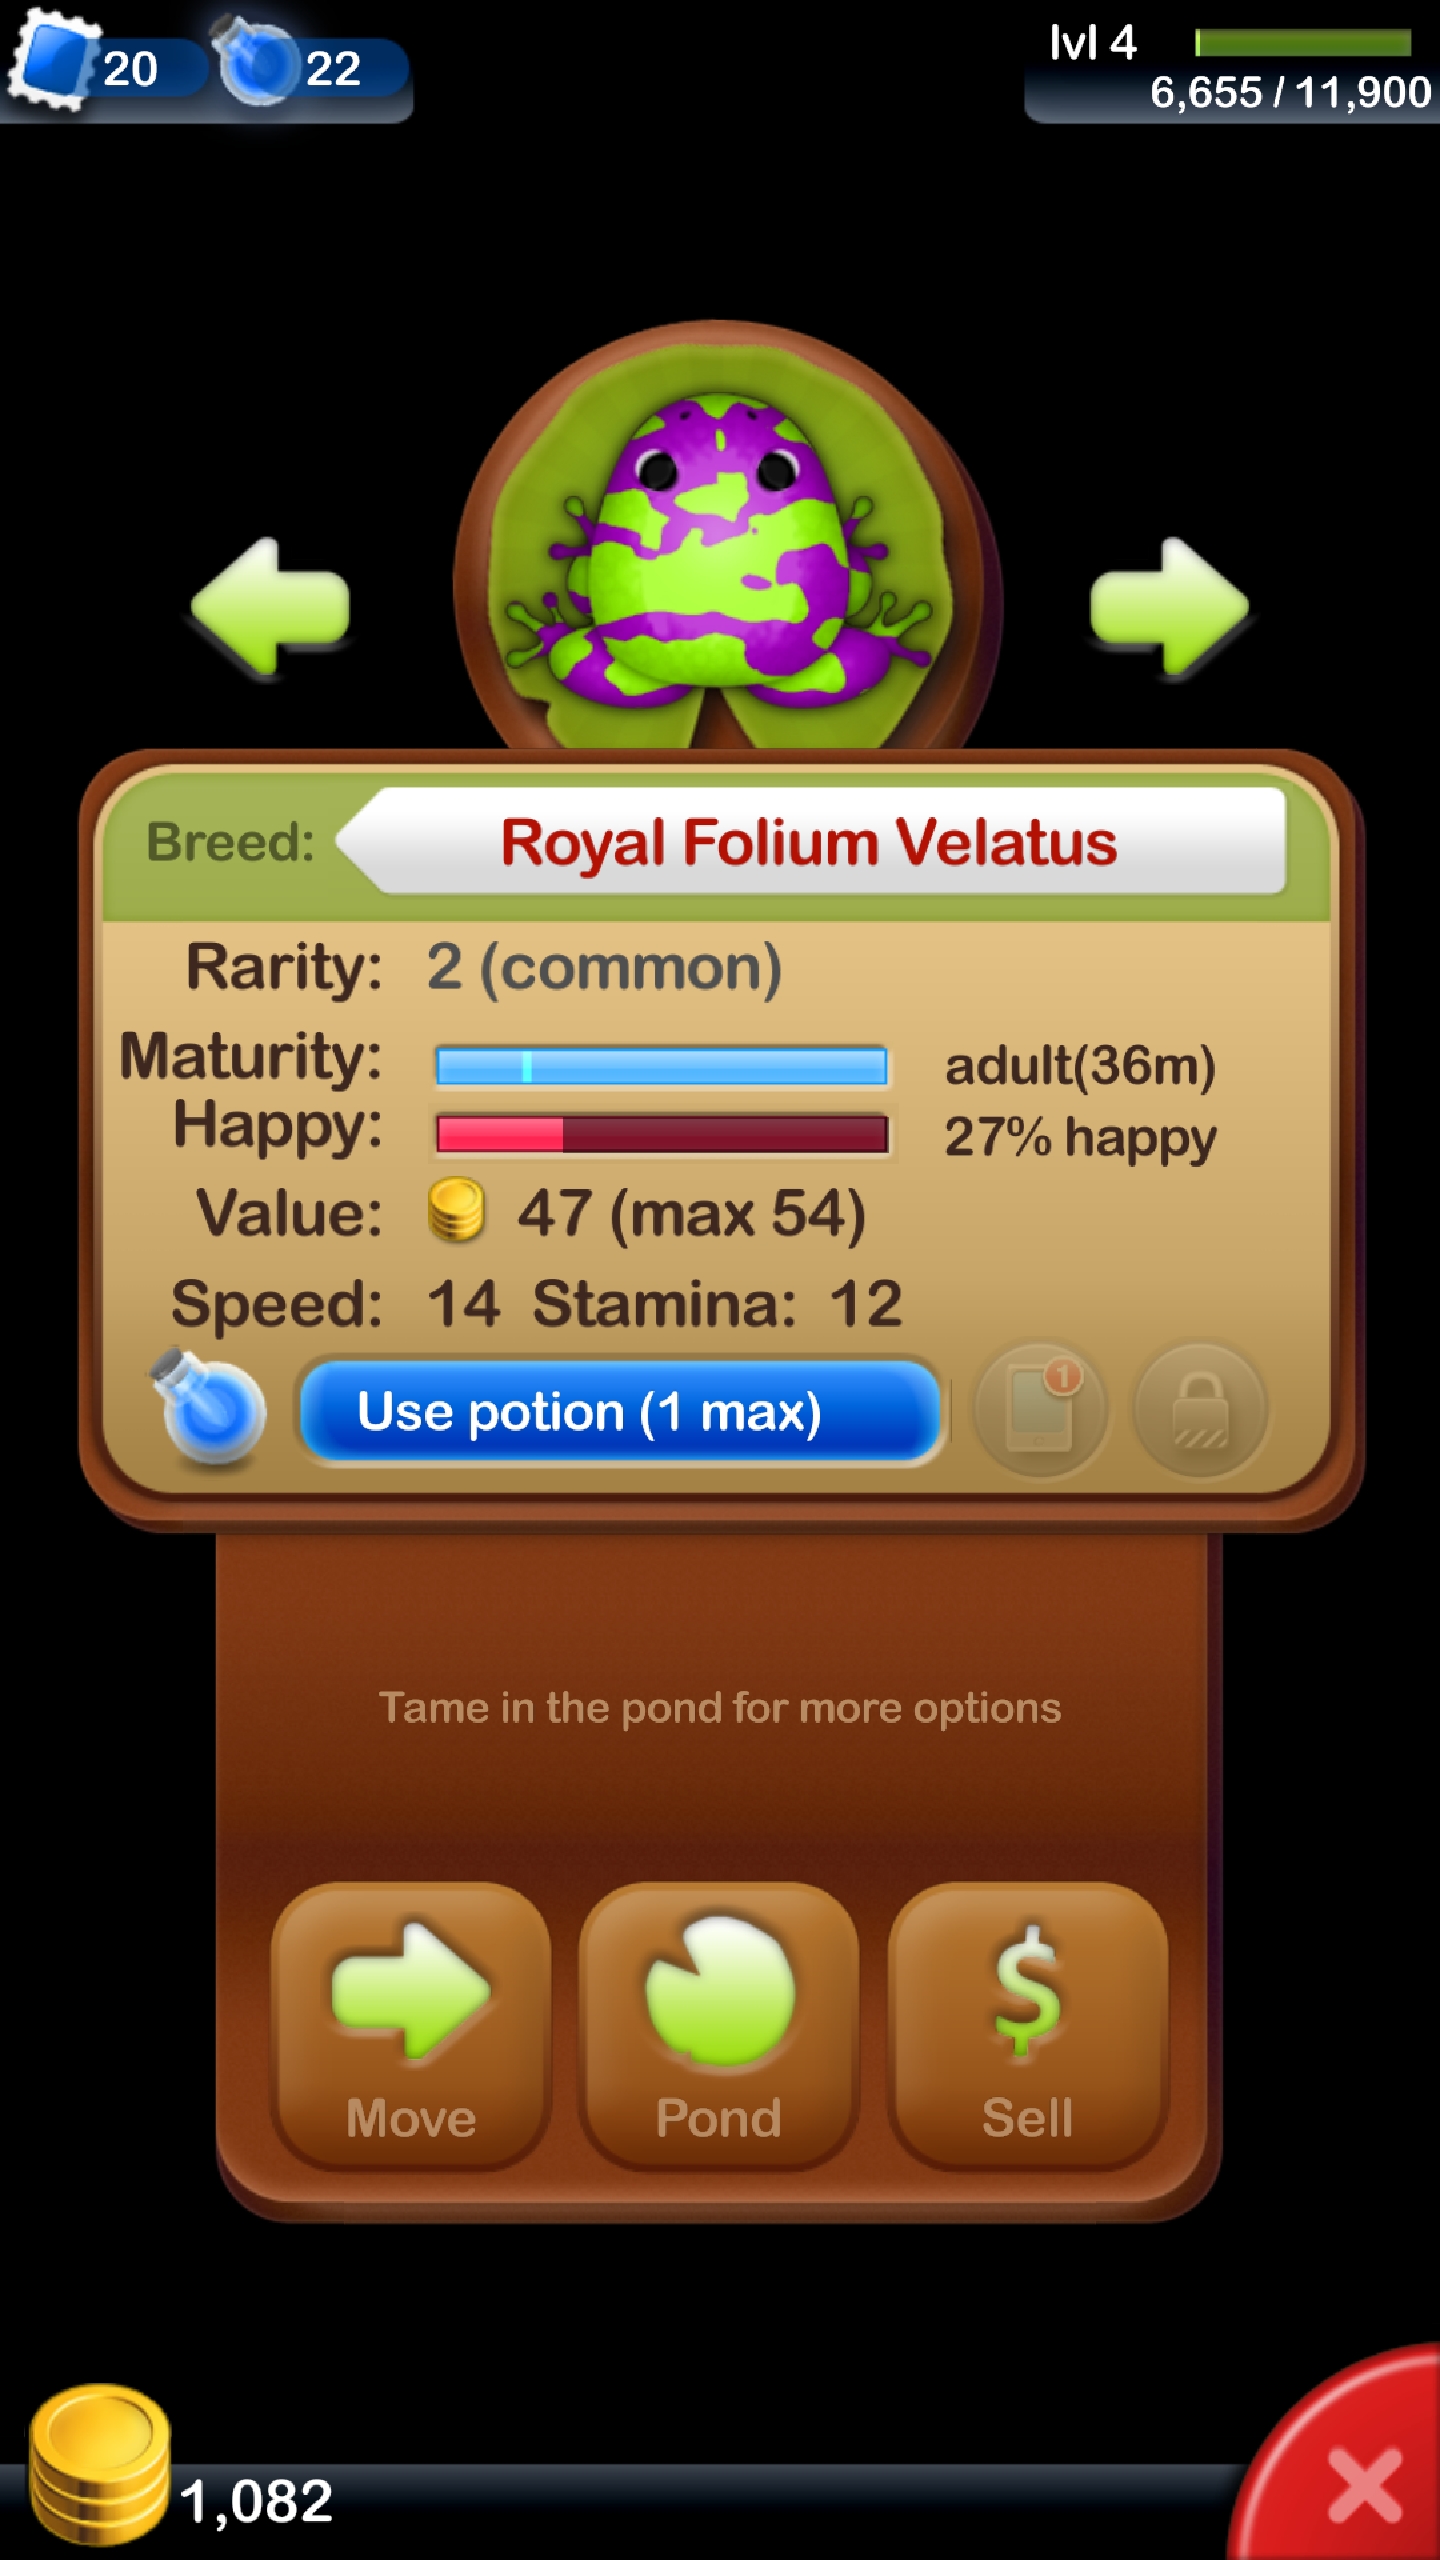 20 22 lvl 4
6,655 / 11,900
Breed: Royal Folium Velatus
Rarity: 2 (common)
Maturity: adult(36m)
Happy: 27% happy
Value: 47 (max 54)
Speed: 14 Stamina: 12
Use potion (1 max) 1
Tame in the pond for more options
Move Pond Sell
1,082